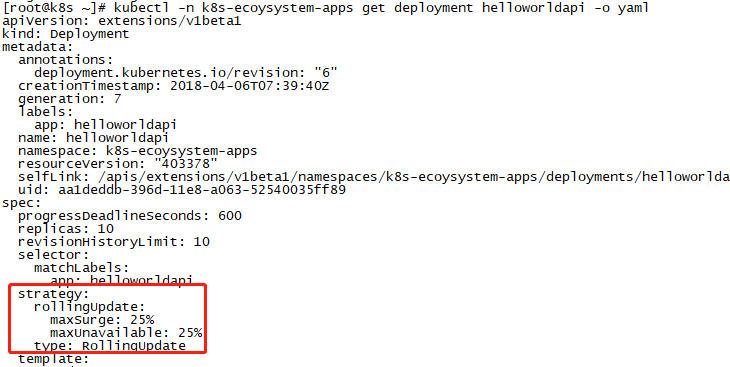 [root@k8s ~]# kubectl -n k8s-ecoysystem-apps get deployment helloworldapi -o yaml
apiVersion: extensions/v1beta1
kind: Deployment
metadata:
  annotations:
    deployment.kubernetes.io/revision: "6"
  creationTimestamp: 2018-04-06T07:39:40Z
  generation: 7
  labels:
    app: helloworldapi
  name: helloworldapi
  namespace: k8s-ecoysystem-apps
  resourceVersion: "403378"
  selfLink: /apis/extensions/v1beta1/namespaces/k8s-ecoysystem-apps/deployments/helloworlda
  uid: aa1deddb-396d-11e8-a063-52540035ff89
spec:
  progressDeadlineSeconds: 600
  replicas: 10
  revisionHistoryLimit: 10
  selector:
    matchLabels:
      app: helloworldapi
  strategy:
    rollingUpdate:
      maxSurge: 25%
      maxUnavailable: 25%
    type: RollingUpdate
  template: